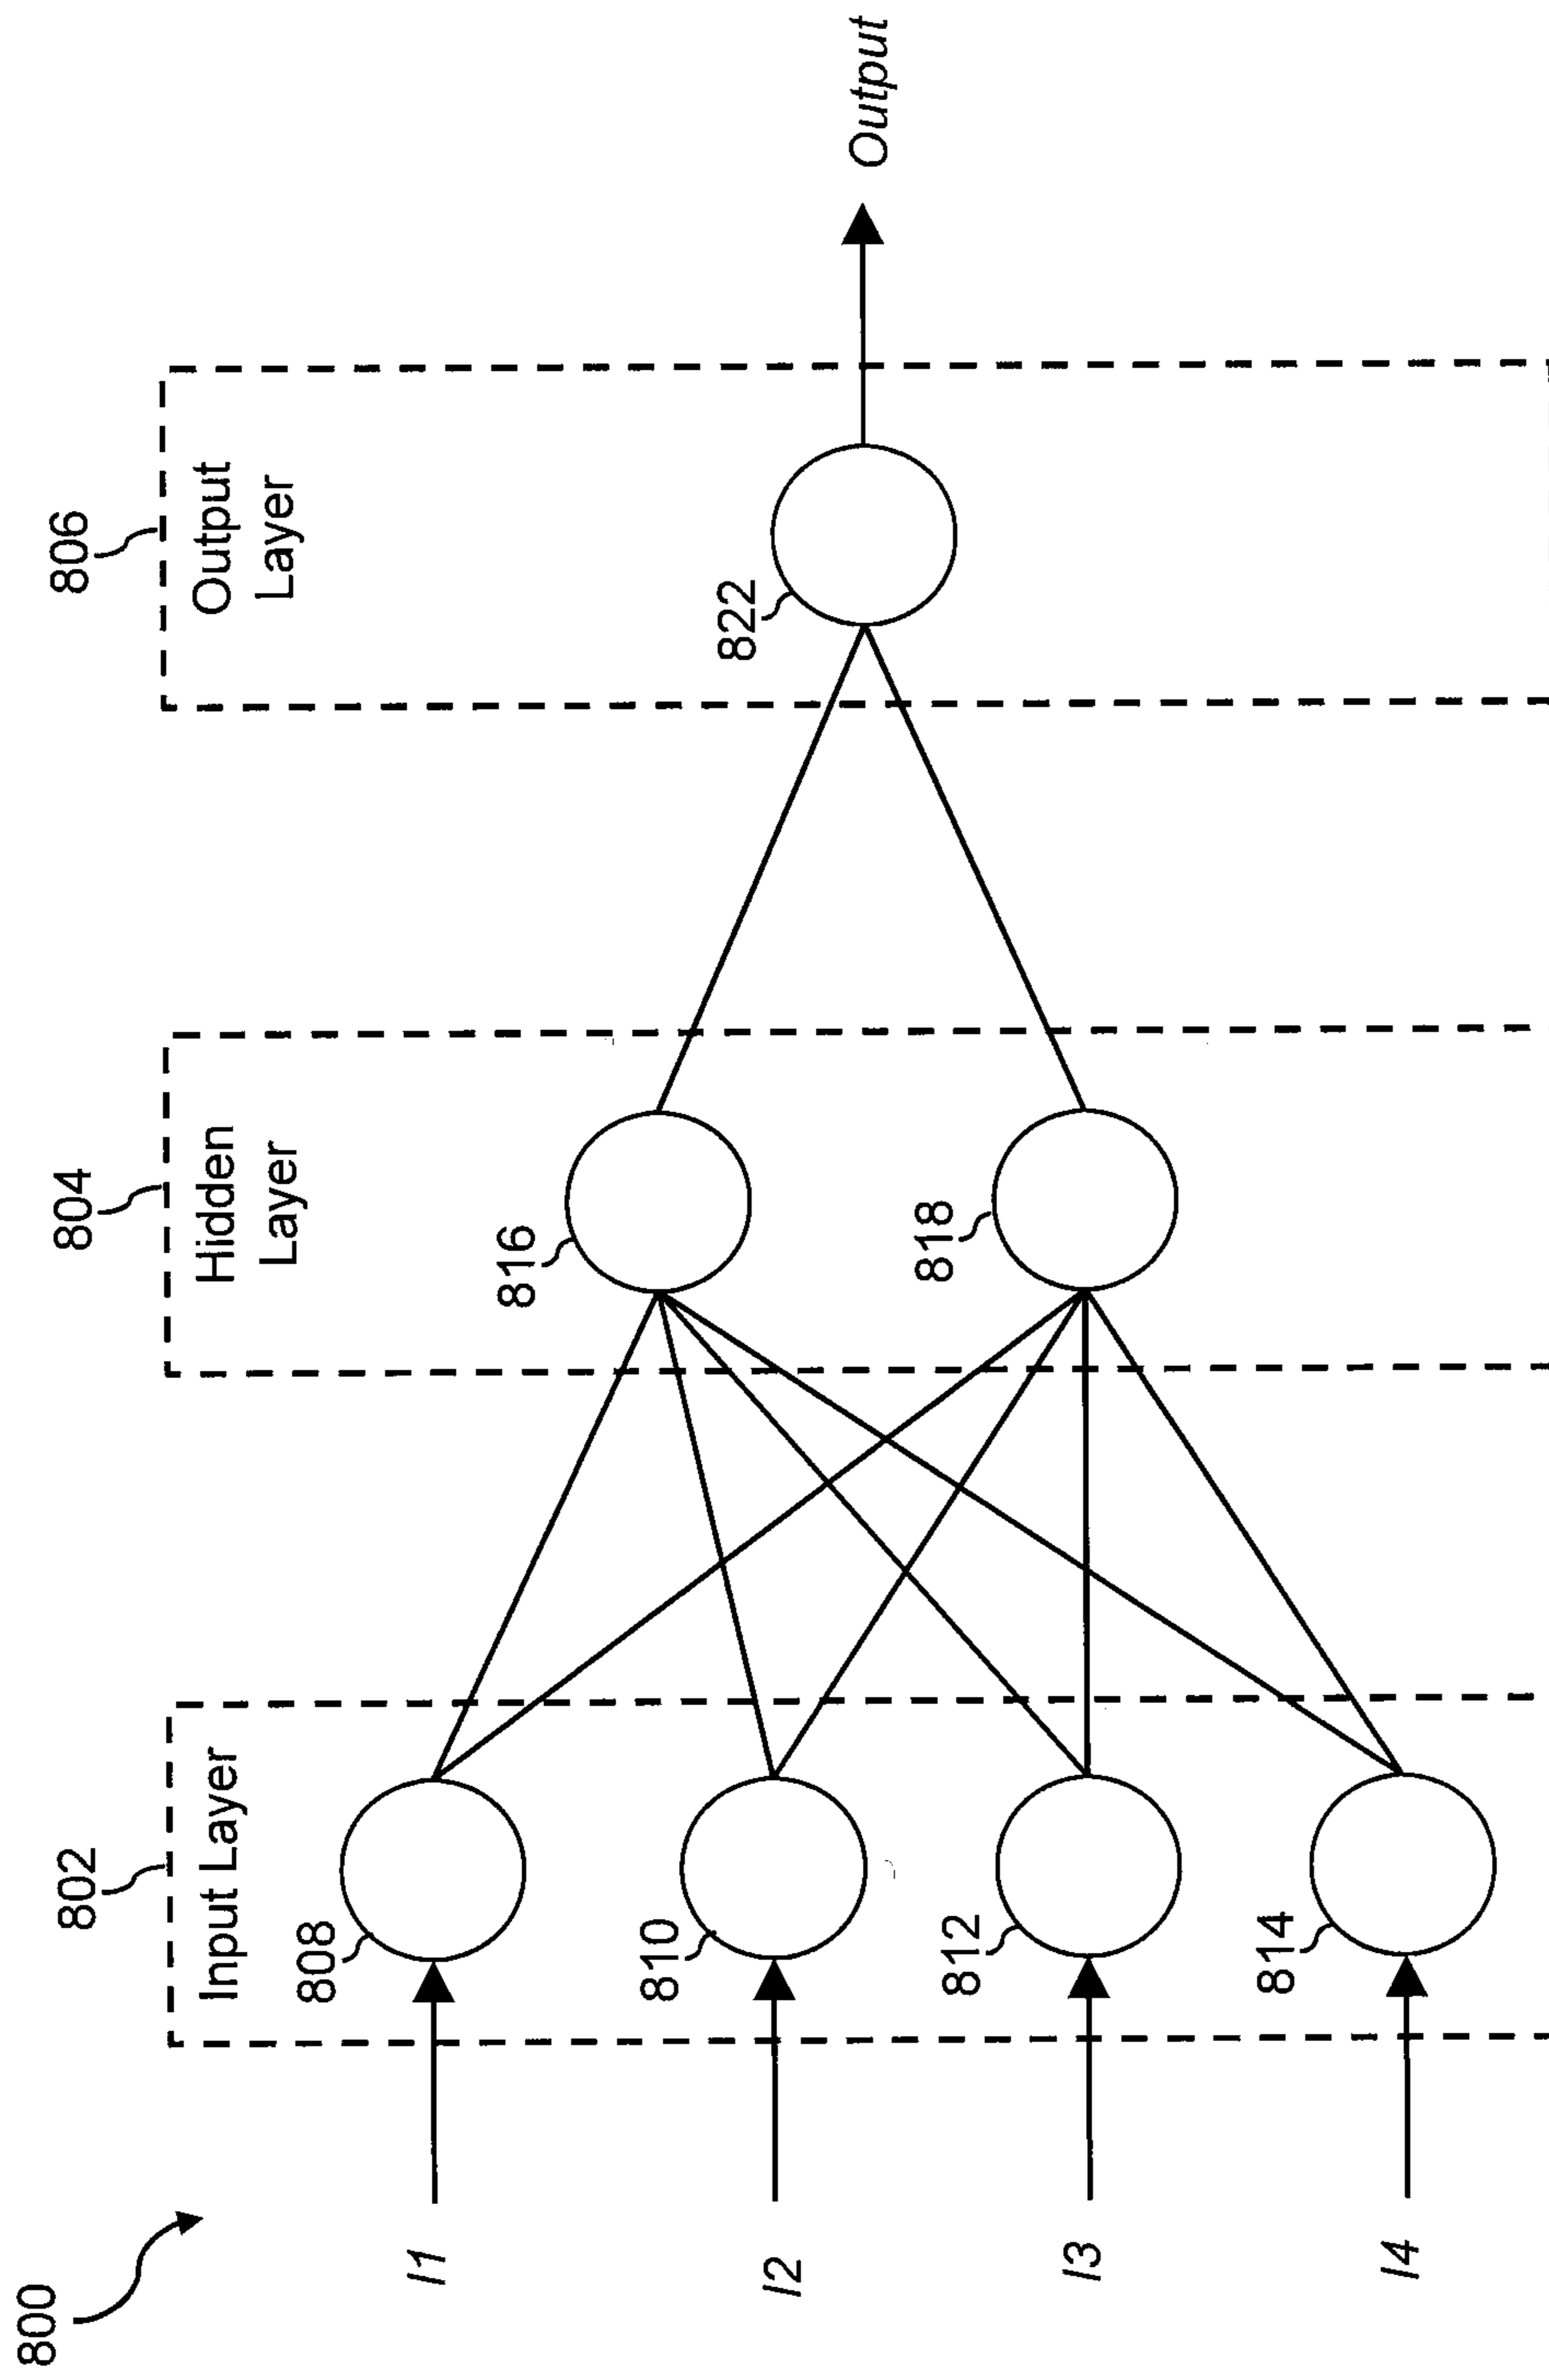 800
802
Input Layer
804
Hidden
Layer
806
Output
Layer
I1
808
I2
810
I3
812
I4
814
816
818
822
Output